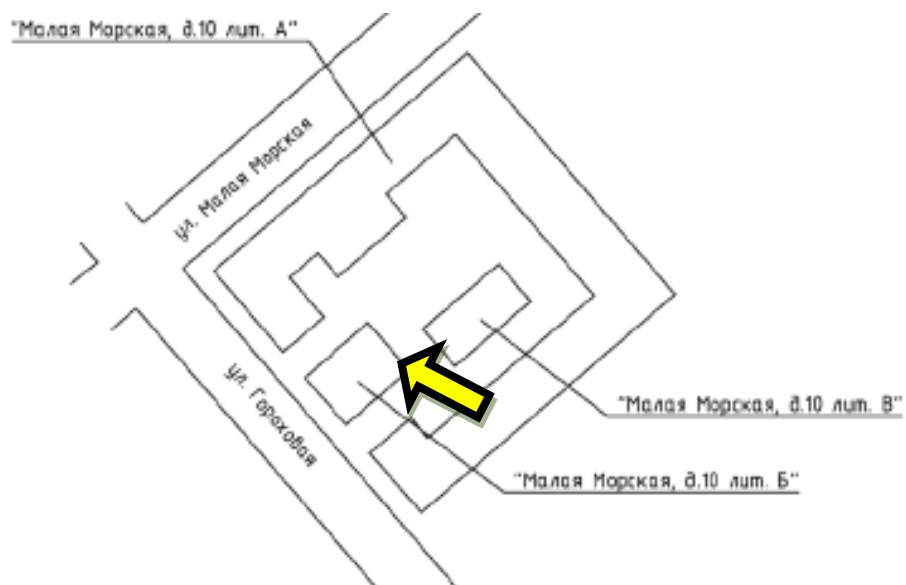 "Малая Морская, д.10 лит. А"
ул. Малая Морская
ул. Гороховая
"Малая Морская, д.10 лит. В"
"Малая Морская, д.10 лит. Б"